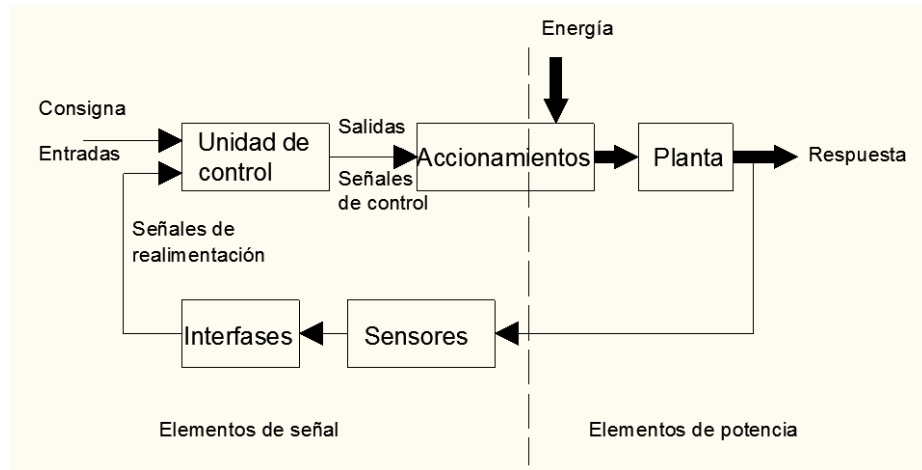 Energía
Consigna
Entradas
Unidad de
control
Salidas
Señales
de control
Accionamientos
Planta
Respuesta
Señales de
realimentación
Interfases
Sensores
Elementos de señal
Elementos de potencia